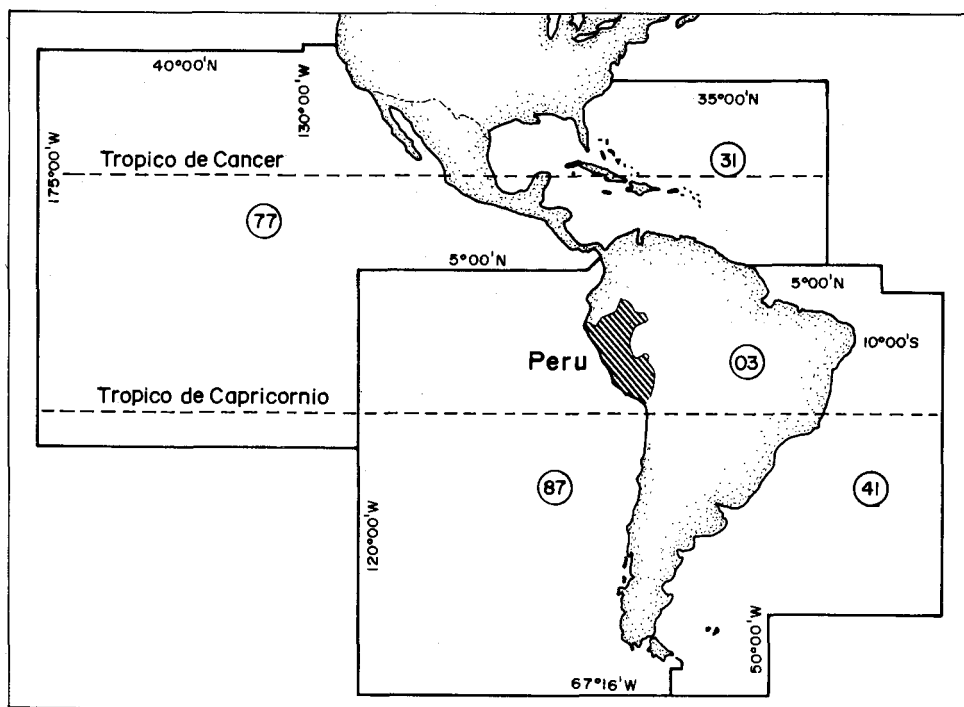 40°00'N
130°00'W
35°00'N
175°00'W
Tropico de Cancer
31
77
5°00'N
5°00'N
10°00'S
Peru
03
Tropico de Capricornio
87
41
120°00'W
50°00'W
67°16'W